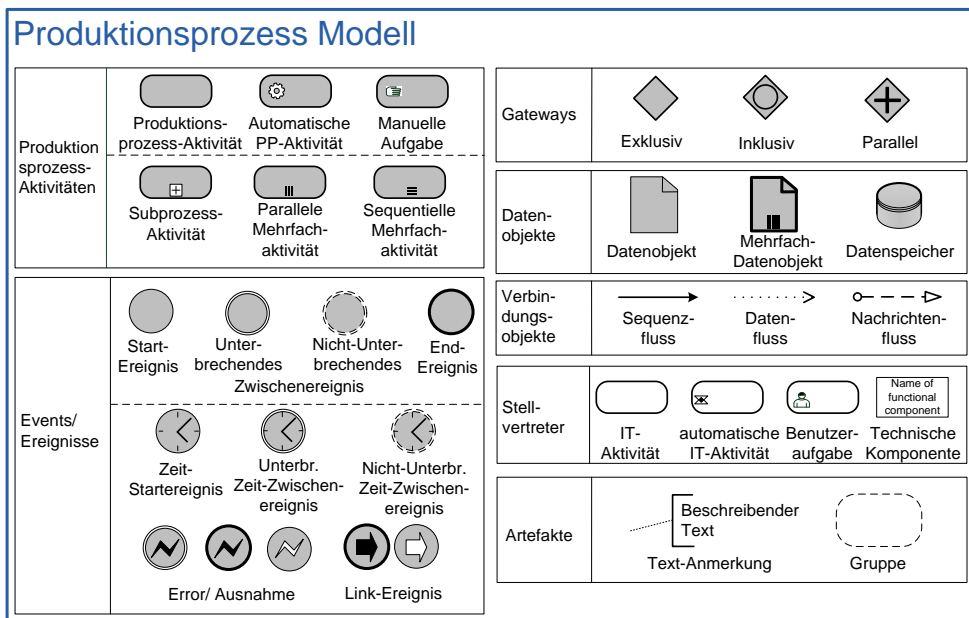 Produktionsprozess Modell
Produktion
sprozess-
Aktivitäten
Produktions-
prozess-Aktivität
Automatische
PP-Aktivität
Manuelle
Aufgabe
Subprozess-
Aktivität
Parallele
Mehrfach-
aktivität
Sequentielle
Mehrfach-
aktivität
Events/
Ereignisse
Start-
Ereignis
Unter-
brechendes
Nicht-Unter-
brechendes
Zwischenereignis
End-
Ereignis
Zeit-
Startereignis
Unterbr.
Zeit-Zwischen-
ereignis
Nicht-Unterbr.
Zeit-Zwischen-
ereignis
Error/ Ausnahme
Link-Ereignis
Gateways
Exklusiv
Inklusiv
Parallel
Daten-
objekte
Datenobjekt
Mehrfach-
Datenobjekt
Datenspeicher
Verbin-
dungs-
objekte
Sequenz-
fluss
Daten-
fluss
Nachrichten-
fluss
Stell-
vertreter
IT-
Aktivität
automatische
IT-Aktivität
Benutzer-
aufgabe
Name of
functional
component
Technische
Komponente
Artefakte
Beschreibender
Text
Text-Anmerkung
Gruppe